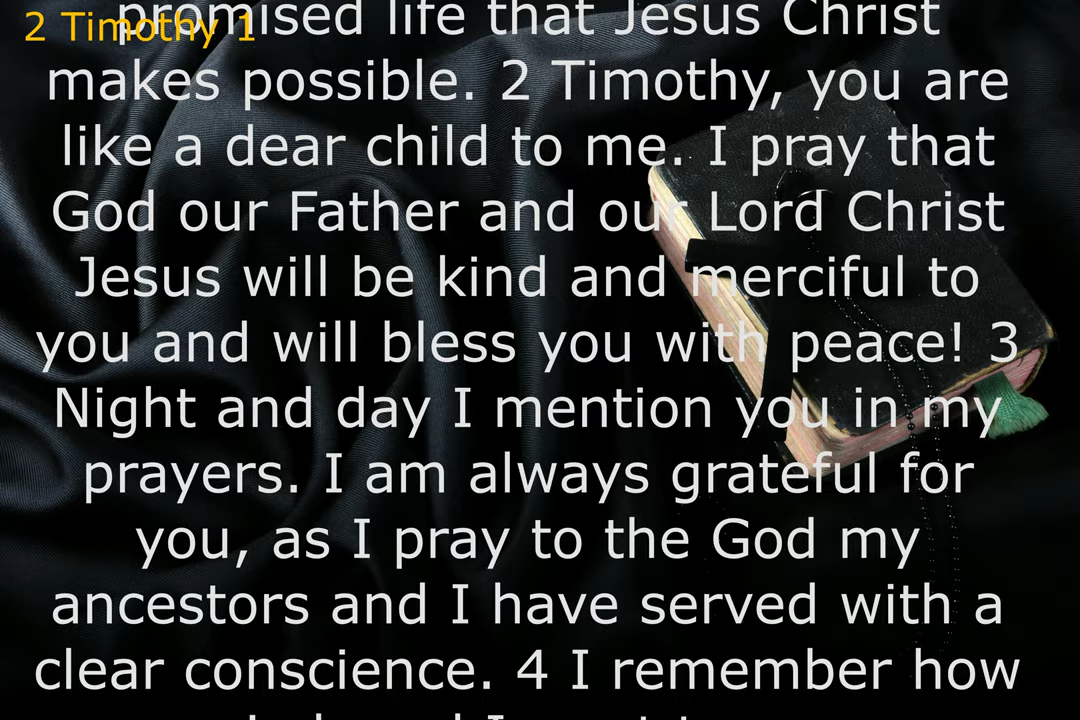 2 Timothy 1
promised life that Jesus Christ
makes possible. 2 Timothy, you are
like a dear child to me. I pray that
God our Father and our Lord Christ
Jesus will be kind and merciful to
you and will bless you with peace! 3
Night and day I mention you in my
prayers. I am always grateful for
you, as I pray to the God my
ancestors and I have served with a
clear conscience. 4 I remember how